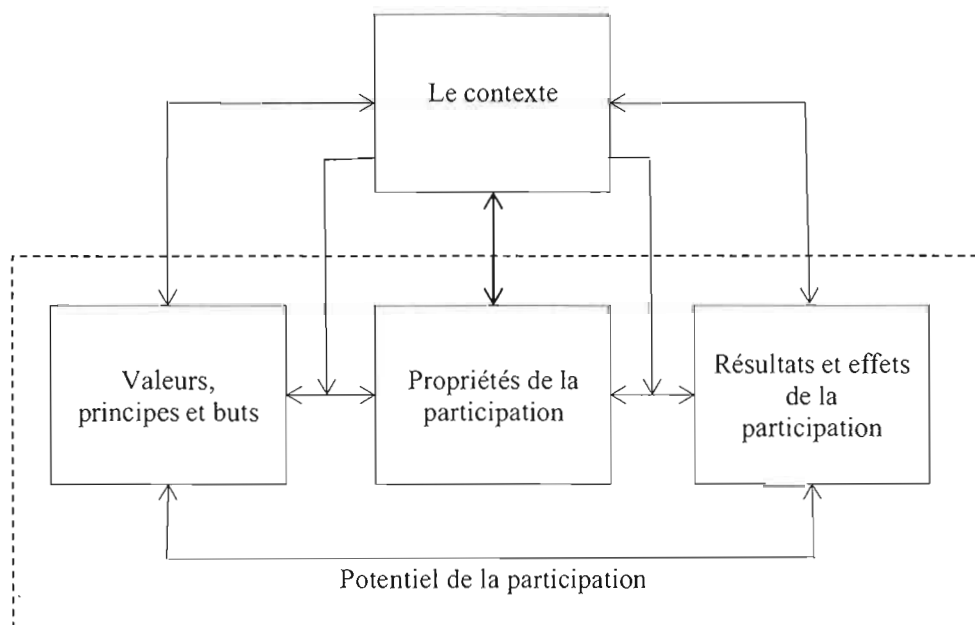 Le contexte
Valeurs,
principes et buts
Propriétés de la
participation
Résultats et effets
de la
participation
Potentiel de la participation